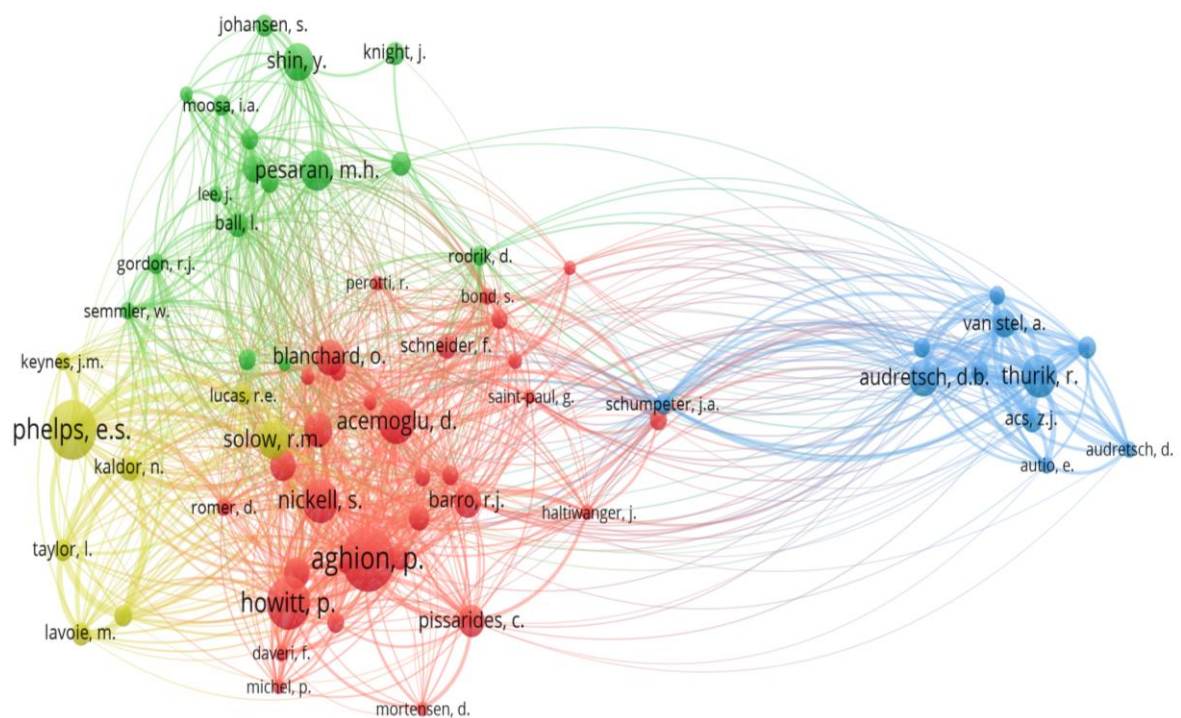 johansen, s.
knight, j.
shin, y.
moosa, i.a.
pesaran, m.h.
lee, j.
ball, l.
rodrik, d.
gordon, r.j.
perotti, r.
bond, s.
semmler, w.
van stel, a.
schneider, f.
blanchard, o.
keynes, j.m.
audretsch, d.b.
thurik, r.
lucas, r.e.
saint-paul, g.
schumpeter, j.a.
acs, z.j.
acemoglu, d.
phelps, e.s.
solow, r.m.
audretsch, d.
kaldor, n.
autio, e.
nickell, s.
barro, r.j.
romer, d.
haltiwanger, j.
taylor, l.
aghion, p.
howitt, p.
pissarides, c.
lavoie, m.
daveri, f.
michel, p.
mortensen, d.